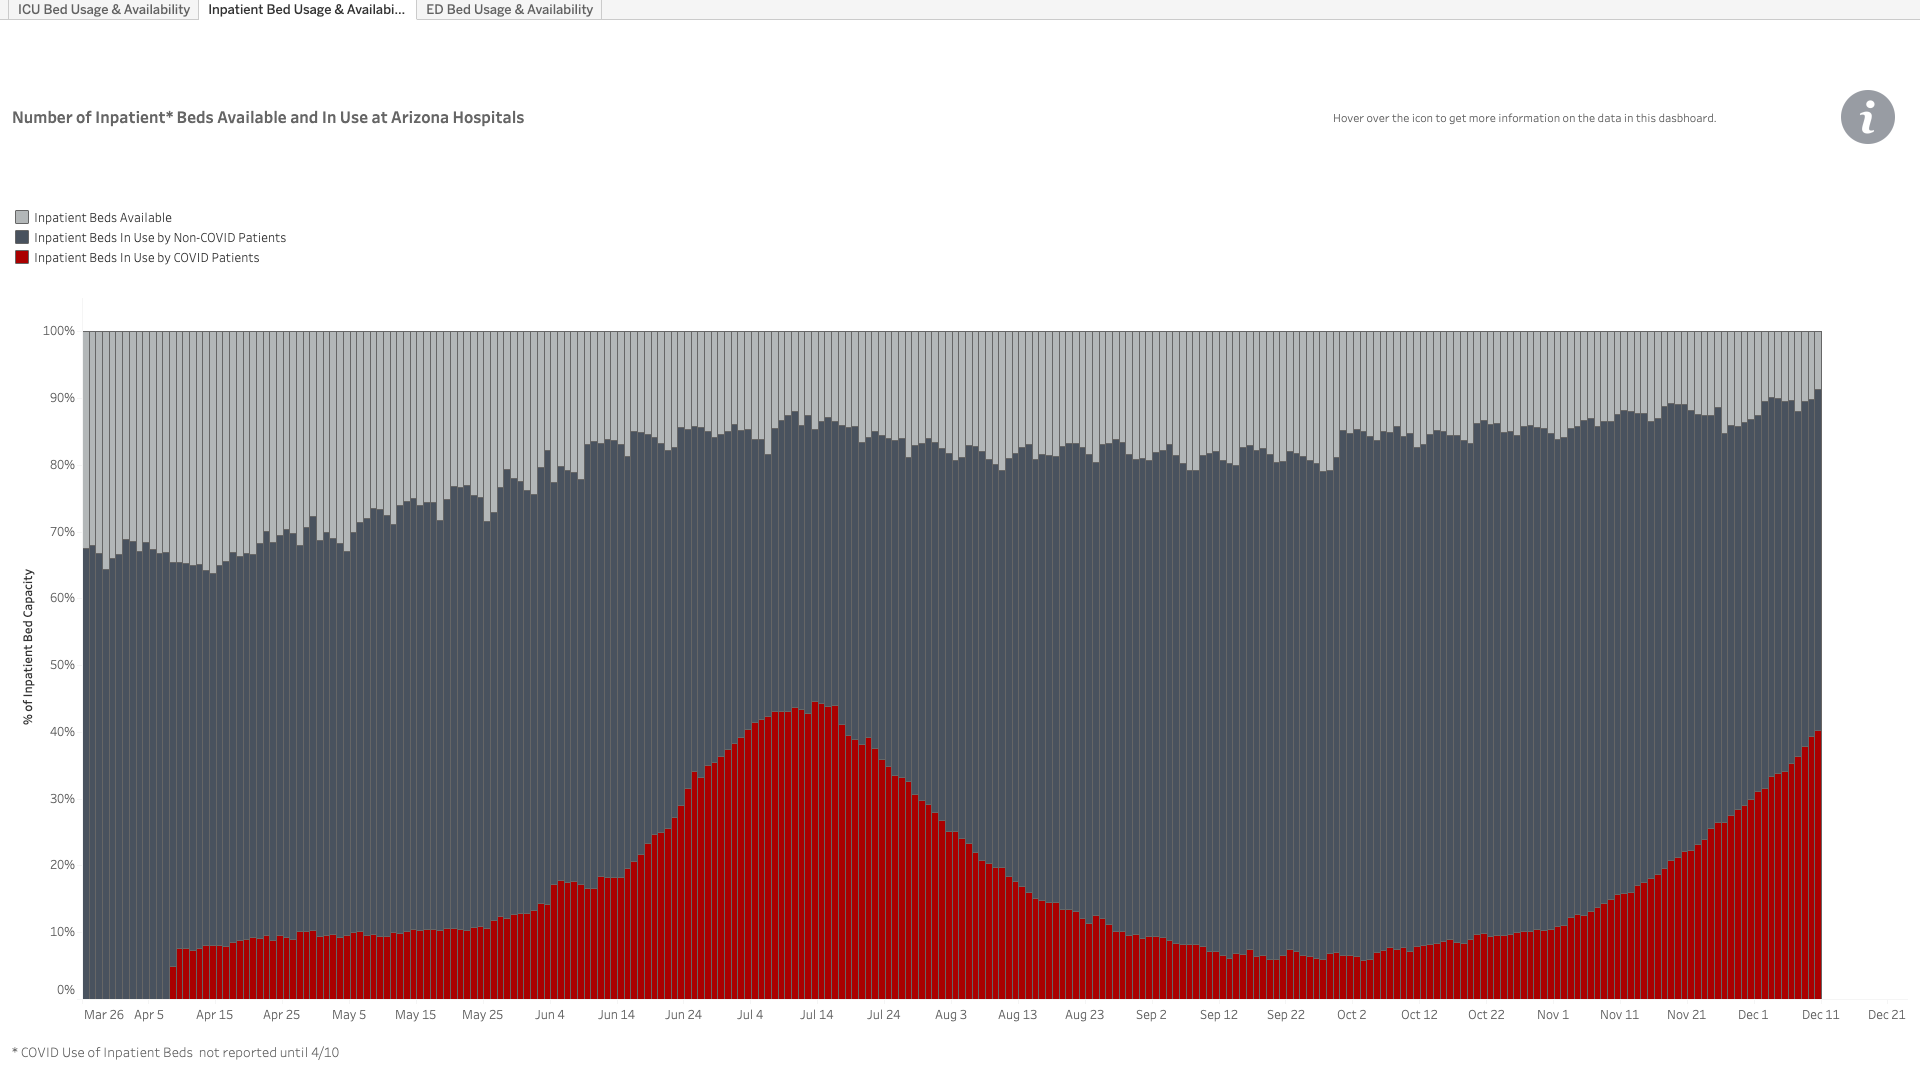 ICU Bed Usage & Availability Inpatient Bed Usage & Availabi... ED Bed Usage & Availability
Number of Inpatient* Beds Available and In Use at Arizona Hospitals
Hover over the icon to get more information on the data in this dasbhoard.
i
Inpatient Beds Available
Inpatient Beds In Use by Non-COVID Patients
Inpatient Beds In Use by COVID Patients
% of Inpatient Bed Capacity
100%
90%
80%
70%
60%
50%
40%
30%
20%
10%
0%
Mar 26 Apr 5 Apr 15 Apr 25 May 5 May 15 May 25 Jun 4 Jun 14 Jun 24 Jul 4 Jul 14 Jul 24 Aug 3 Aug 13 Aug 23 Sep 2 Sep 12 Sep 22 Oct 2 Oct 12 Oct 22 Nov 1 Nov 11 Nov 21 Dec 1 Dec 11 Dec 21
* COVID Use of Inpatient Beds not reported until 4/10